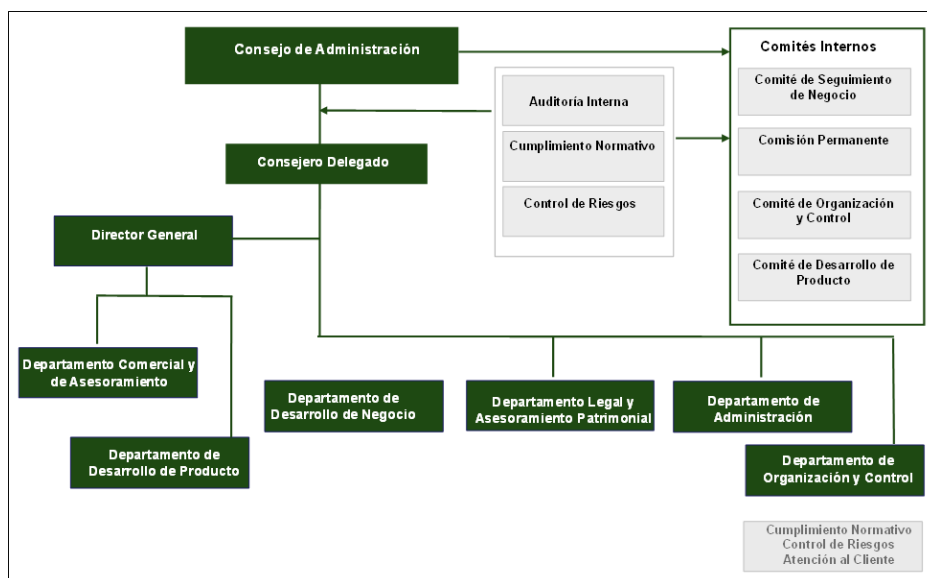 Consejo de Administración
Comités Internos
Comité de Seguimiento
de Negocio
Auditoría Interna
Comisión Permanente
Cumplimiento Normativo
Consejero Delegado
Control de Riesgos
Comité de Organización
y Control
Director General
Comité de Desarrollo de
Producto
Departamento Comercial y
de Asesoramiento
Departamento de
Desarrollo de Negocio
Departamento Legal y
Asesoramiento Patrimonial
Departamento de
Administración
Departamento de
Desarrollo de Producto
Departamento de
Organización y Control
Cumplimiento Normativo
Control de Riesgos
Atención al Cliente